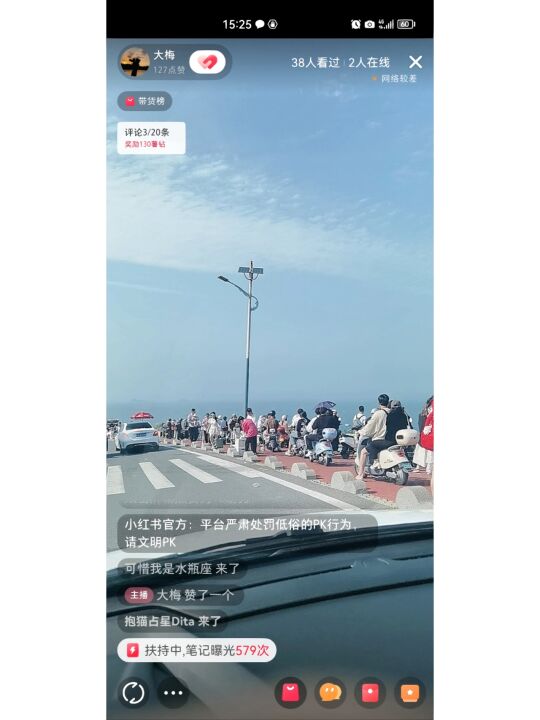 15:25
4G
60
大梅
127点赞
38人看过
2人在线
网络较差
带货榜
评论3/20条
奖励130薯钻
小红书官方：平台严肃处罚低俗的PK行为，
请文明PK
可惜我是水瓶座 来了
主播 大梅 赞了一个
抱猫占星Dita 来了
扶持中,笔记曝光579次